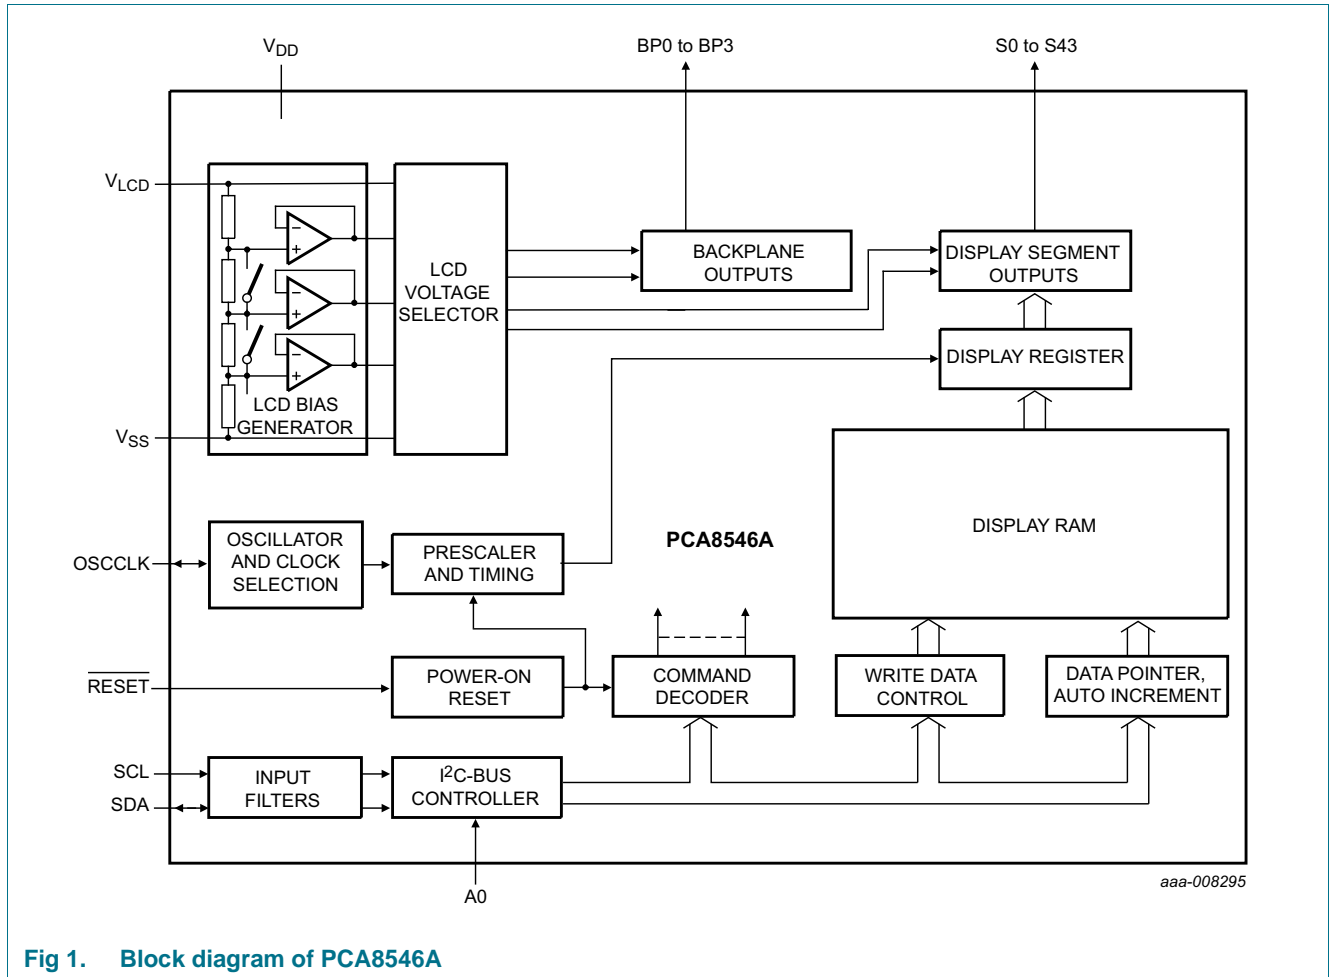 VDD
BP0 to BP3
S0 to S43
VLCD
LCD
VOLTAGE
SELECTOR
BACKPLANE
OUTPUTS
DISPLAY SEGMENT
OUTPUTS
DISPLAY REGISTER
LCD BIAS
GENERATOR
VSS
DISPLAY RAM
PCA8546A
OSCCLK
OSCILLATOR
AND CLOCK
SELECTION
PRESCALER
AND TIMING
RESET
POWER-ON
RESET
COMMAND
DECODER
WRITE DATA
CONTROL
DATA POINTER,
AUTO INCREMENT
SCL
SDA
INPUT
FILTERS
I2C-BUS
CONTROLLER
A0
aaa-008295
Fig 1. Block diagram of PCA8546A